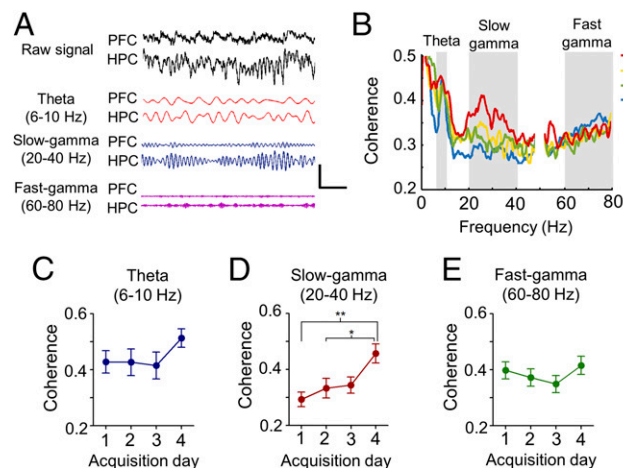 A
Raw signal
PFC
HPC
Theta
(6-10 Hz)
PFC
HPC
Slow-gamma
(20-40 Hz)
PFC
HPC
Fast-gamma
(60-80 Hz)
PFC
HPC
B
Theta
Slow
gamma
Fast
gamma
Coherence
0.5
0.4
0.3
0.2
0 20 40 60 80
Frequency (Hz)
C
Theta
(6-10 Hz)
Coherence
0.6
0.4
0.2
1 2 3 4
Acquisition day
D
Slow-gamma
(20-40 Hz)
Coherence
0.6
0.4
0.2
**
*
1 2 3 4
Acquisition day
E
Fast-gamma
(60-80 Hz)
Coherence
0.6
0.4
0.2
1 2 3 4
Acquisition day